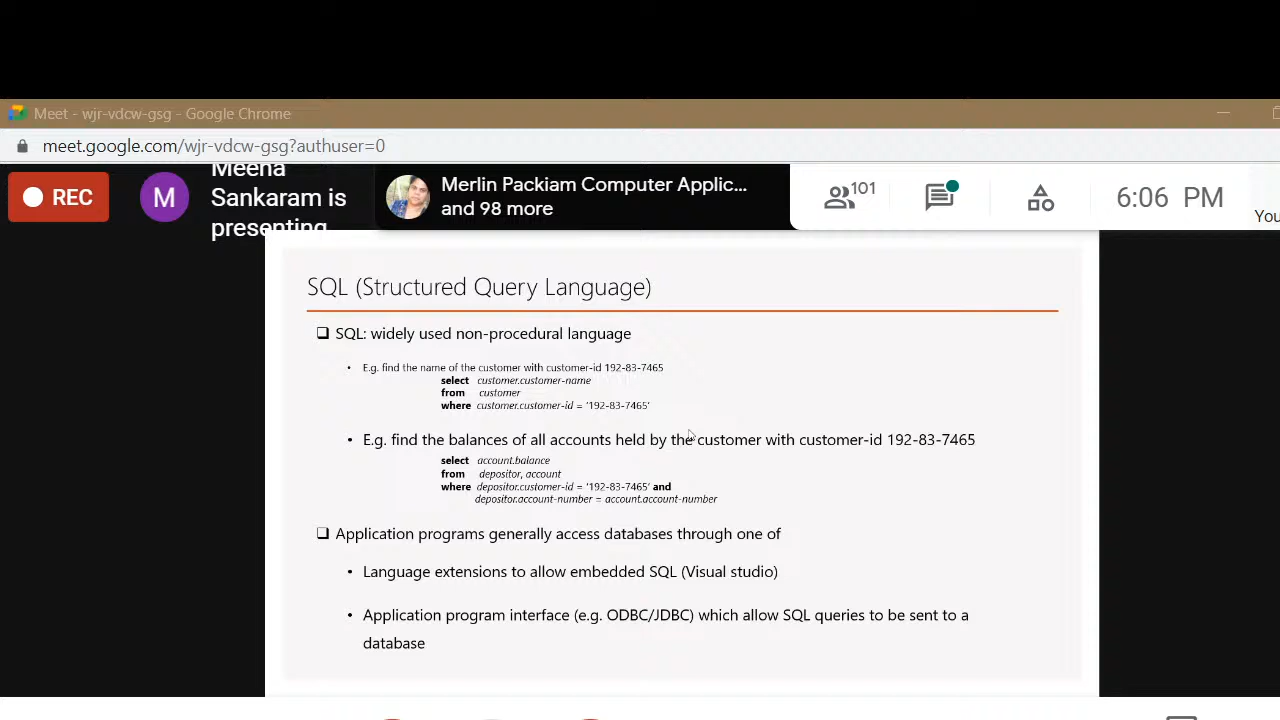 Meet - wjr-vdcw-gsg - Google Chrome
meet.google.com/wjr-vdcw-gsg?authuser=0
REC
M
Meena
Sankaram is
presenting
Merlin Packiam Computer Applic...
and 98 more
101
6:06 PM
You
SQL (Structured Query Language)
❑ SQL: widely used non-procedural language
• E.g. find the name of the customer with customer-id 192-83-7465
select customer.customer-name
from customer
where customer.customer-id = ‘192-83-7465’
• E.g. find the balances of all accounts held by the customer with customer-id 192-83-7465
select account.balance
from depositor, account
where depositor.customer-id = ‘192-83-7465’ and
depositor.account-number = account.account-number
❑ Application programs generally access databases through one of
• Language extensions to allow embedded SQL (Visual studio)
• Application program interface (e.g. ODBC/JDBC) which allow SQL queries to be sent to a
database